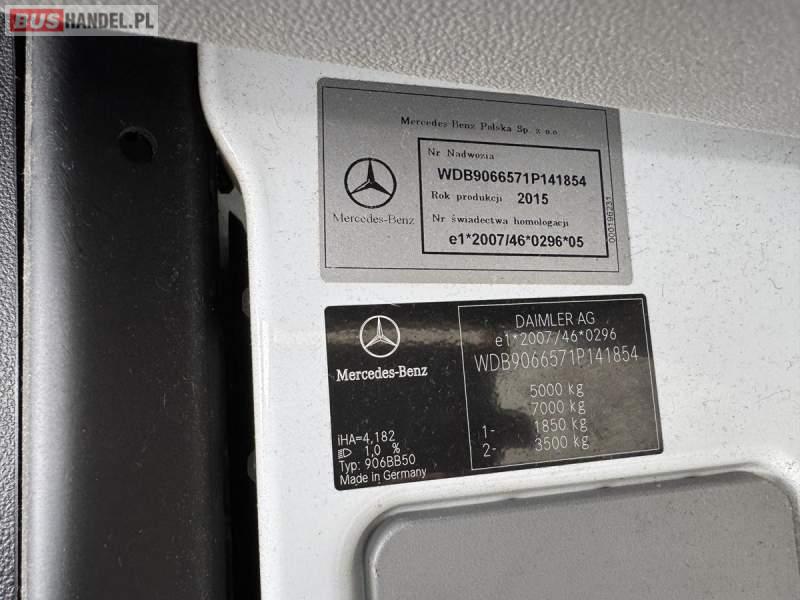 BUSHANDEL.PL
Mercedes-Benz Polska Sp. z o.o.
Nr Nadwozia
WDB9066571P141854
Rok produkcji 2015
Nr świadectwa homologacji
e1*2007/46*0296*05
Mercedes-Benz
000196231
DAIMLER AG
e1*2007/46*0296
WDB9066571P141854
5000 kg
7000 kg
1- 1850 kg
2- 3500 kg
Mercedes-Benz
iHA=4,182
1,0 %
Typ: 906BB50
Made in Germany